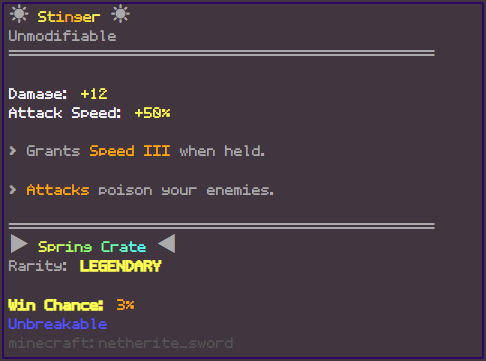 ☀ Stinger ☀
Unmodifiable
Damage: +12
Attack Speed: +50%
> Grants Speed III when held.
> Attacks poison your enemies.
▶ Spring Crate ◀
Rarity: LEGENDARY
Win Chance: 3%
Unbreakable
minecraft:netherite_sword